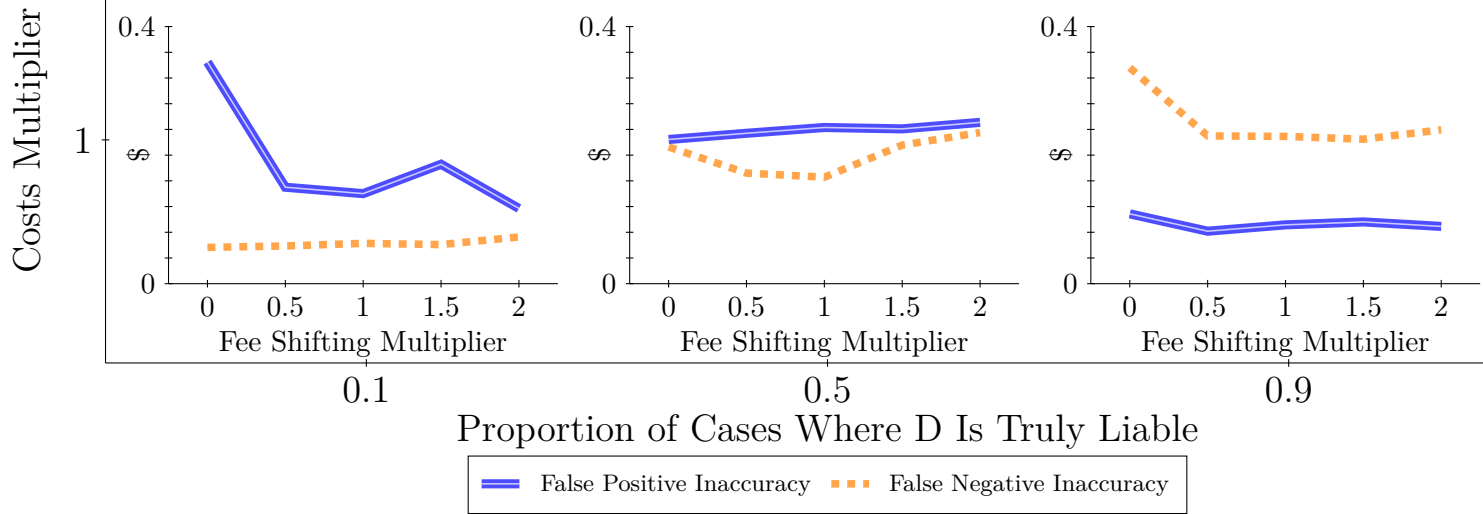 Costs Multiplier
1
0.4
$
0
0 0.5 1 1.5 2
Fee Shifting Multiplier
0.4
$
0
0 0.5 1 1.5 2
Fee Shifting Multiplier
0.4
$
0
0 0.5 1 1.5 2
Fee Shifting Multiplier
0.1 0.5 0.9
Proportion of Cases Where D Is Truly Liable
False Positive Inaccuracy False Negative Inaccuracy